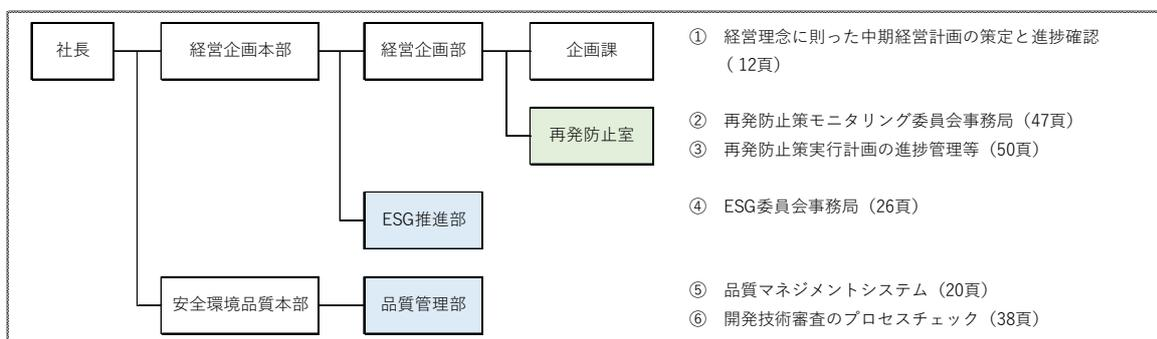 社長
経営企画本部
経営企画部
企画課
① 経営理念に則った中期経営計画の策定と進捗確認
( 12頁)
再発防止室
② 再発防止策モニタリング委員会事務局（47頁）
③ 再発防止策実行計画の進捗管理等（50頁）
ESG推進部
④ ESG委員会事務局（26頁）
安全環境品質本部
品質管理部
⑤ 品質マネジメントシステム（20頁）
⑥ 開発技術審査のプロセスチェック（38頁）